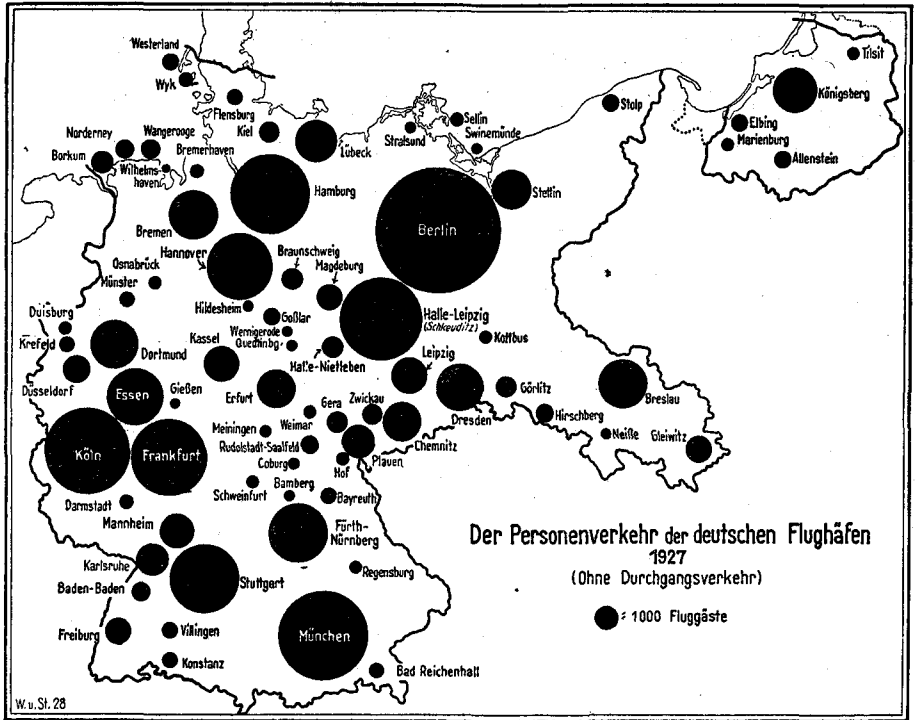 Westerland
Wyk
Flensburg
Kiel
Lübeck
Norderney
Wangerooge
Borkum
Bremerhaven
Wilhelms-
haven
Hamburg
Bremen
Stralsund
Sellin
Swinemünde
Stolp
Stettin
Berlin
Tilsit
Königsberg
Elbing
Marienburg
Allenstein
Hannover
Braunschweig
Magdeburg
Osnabrück
Münster
Hildesheim
Goßlar
Wernigerode
Quedlinbg.
Halle-Leipzig
(Schkeuditz)
Kottbus
Duisburg
Krefeld
Dortmund
Kassel
Halle-Nietleben
Leipzig
Düsseldorf
Essen
Gießen
Erfurt
Görlitz
Breslau
Dresden
Hirschberg
Gera
Zwickau
Weimar
Meiningen
Chemnitz
Neiße
Gleiwitz
Köln
Frankfurt
Rudolstadt-Saalfeld
Coburg
Hof
Plauen
Schweinfurt
Bamberg
Bayreuth
Darmstadt
Mannheim
Fürth-
Nürnberg
Karlsruhe
Stuttgart
Regensburg
Baden-Baden
Freiburg
Villingen
München
Konstanz
Bad Reichenhall
Der Personenverkehr der deutschen Flughäfen
1927
(Ohne Durchgangsverkehr)
= 1000 Fluggäste
W. u. St. 28